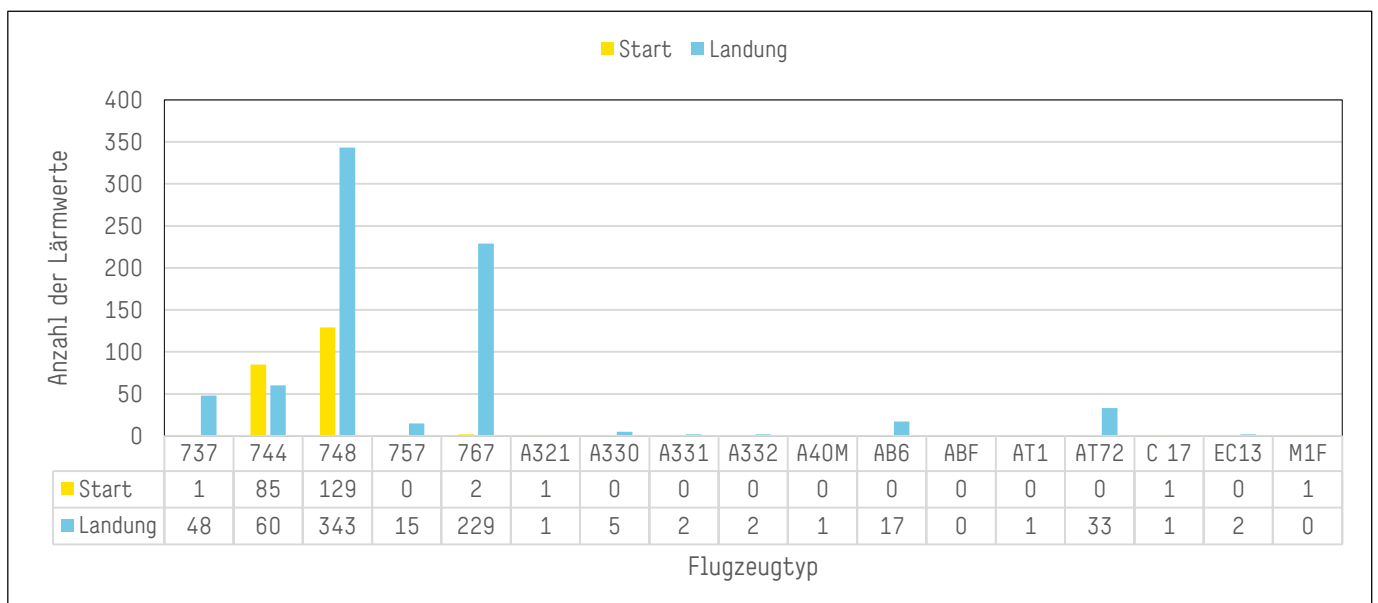 Start Landung
Anzahl der Lärmwerte
400
350
300
250
200
150
100
50
0
737 744 748 757 767 A321 A330 A331 A332 A40M AB6 ABF AT1 AT72 C 17 EC13 M1F
Start 1 85 129 0 2 1 0 0 0 0 0 0 0 0 1 0 1
Landung 48 60 343 15 229 1 5 2 2 1 17 0 1 33 1 2 0
Flugzeugtyp